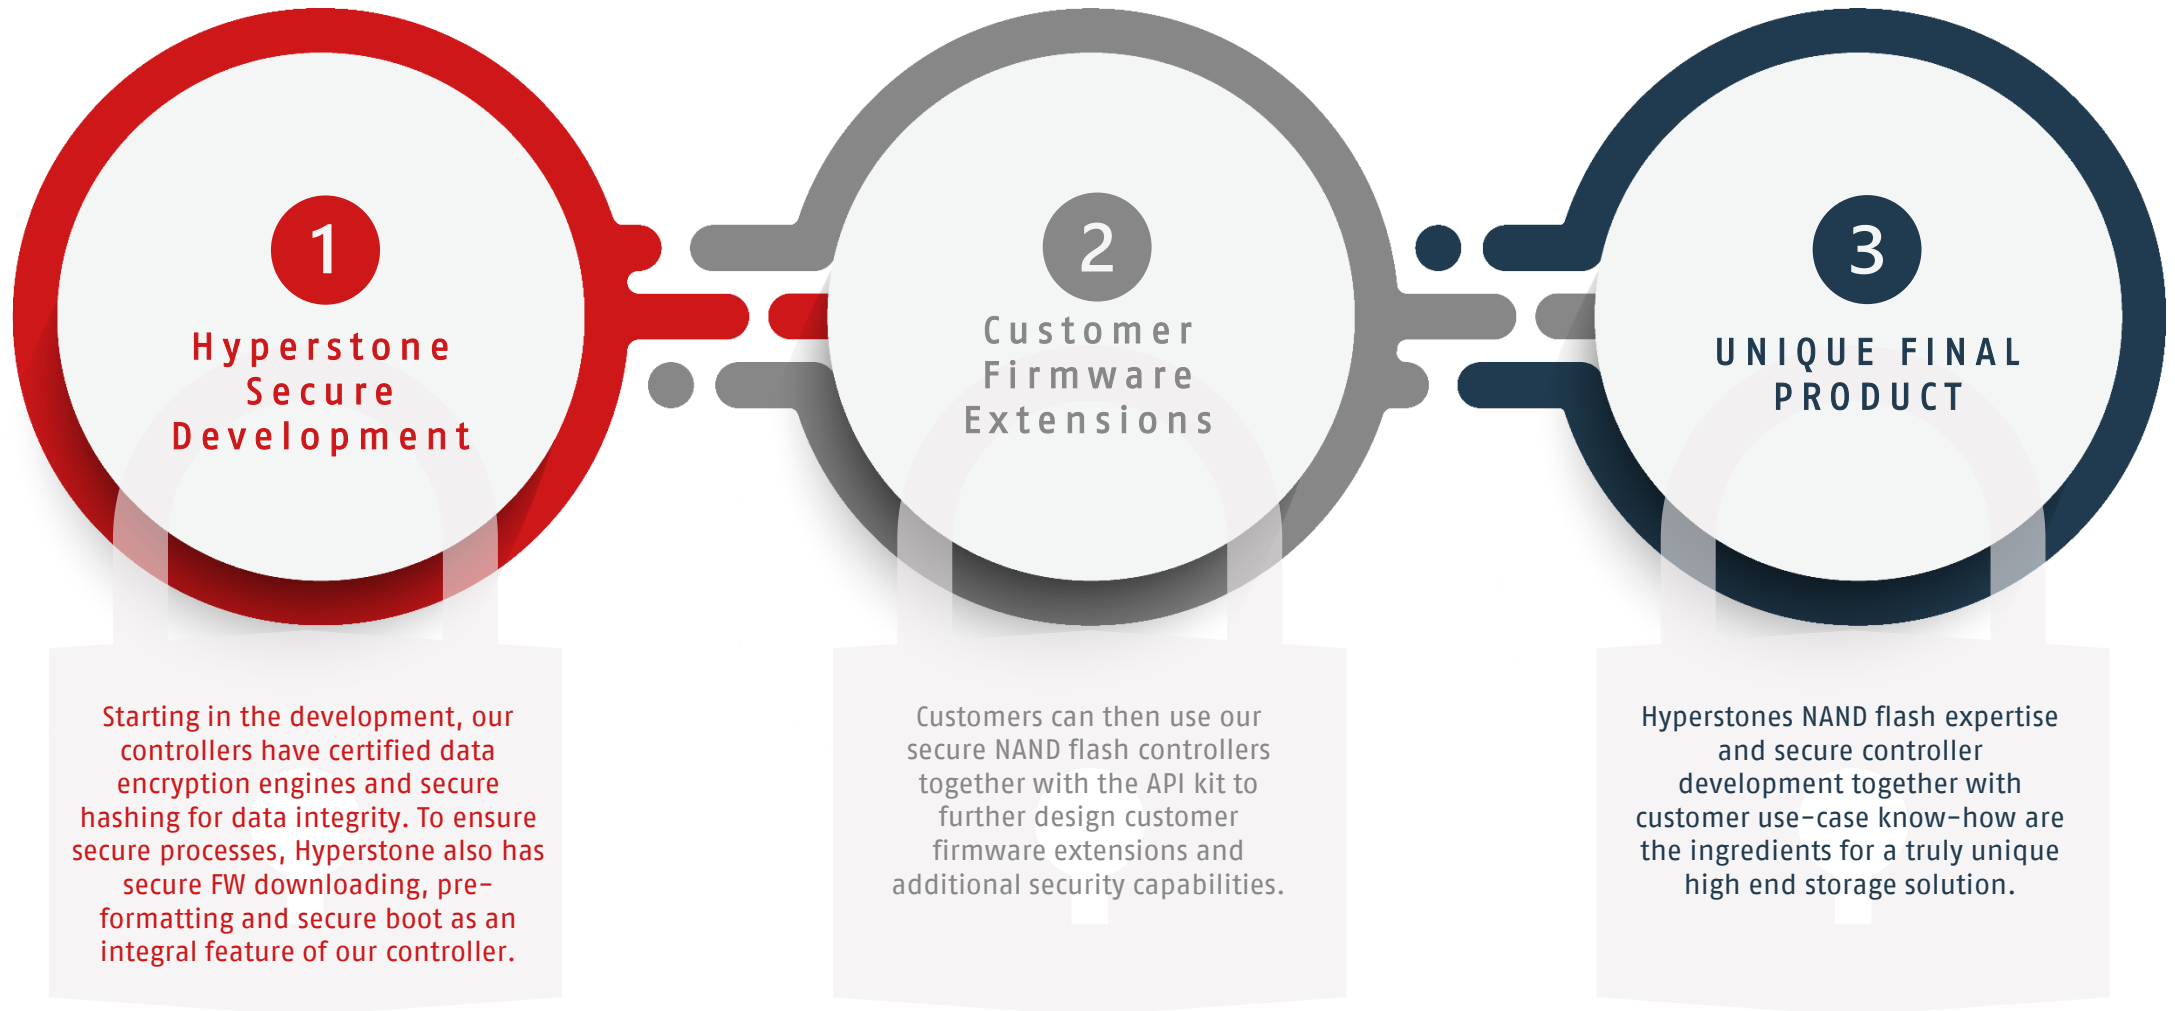 1
Hyperstone
Secure
Development
Starting in the development, our
controllers have certified data
encryption engines and secure
hashing for data integrity. To ensure
secure processes, Hyperstone also has
secure FW downloading, pre-
formatting and secure boot as an
integral feature of our controller.
2
Customer
Firmware
Extensions
Customers can then use our
secure NAND flash controllers
together with the API kit to
further design customer
firmware extensions and
additional security capabilities.
3
UNIQUE FINAL
PRODUCT
Hyperstones NAND flash expertise
and secure controller
development together with
customer use-case know-how are
the ingredients for a truly unique
high end storage solution.